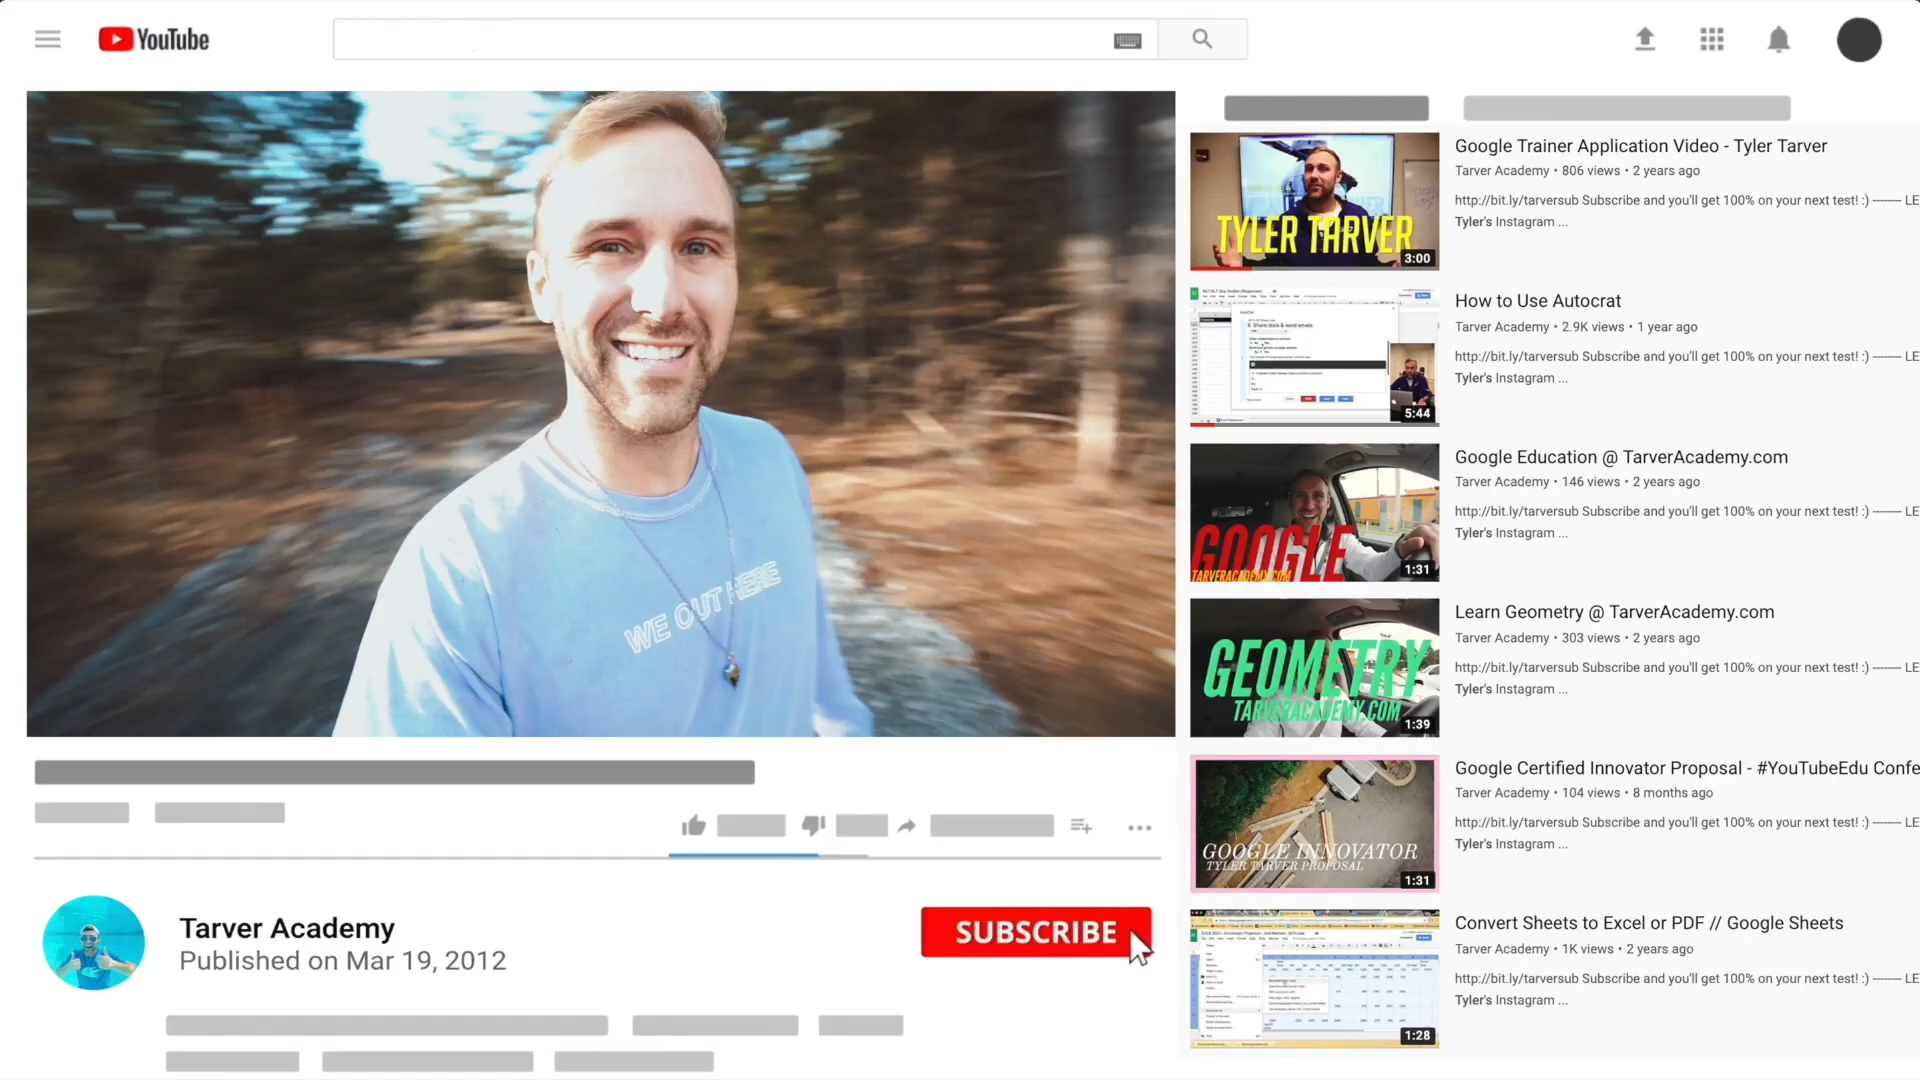 YouTube
WE OUT HERE
Tarver Academy
Published on Mar 19, 2012
SUBSCRIBE
TYLER TARVER
3:00
Google Trainer Application Video - Tyler Tarver
Tarver Academy • 806 views • 2 years ago
http://bit.ly/tarversub Subscribe and you'll get 100% on your next test! :) -------- LE
Tyler's Instagram ...
8. Share docs & send emails
5:44
How to Use Autocrat
Tarver Academy • 2.9K views • 1 year ago
http://bit.ly/tarversub Subscribe and you'll get 100% on your next test! :) -------- LE
Tyler's Instagram ...
GOOGLE
TARVERACADEMY.COM
1:31
Google Education @ TarverAcademy.com
Tarver Academy • 146 views • 2 years ago
http://bit.ly/tarversub Subscribe and you'll get 100% on your next test! :) -------- LE
Tyler's Instagram ...
GEOMETRY
TARVERACADEMY.COM
1:39
Learn Geometry @ TarverAcademy.com
Tarver Academy • 303 views • 2 years ago
http://bit.ly/tarversub Subscribe and you'll get 100% on your next test! :) -------- LE
Tyler's Instagram ...
GOOGLE INNOVATOR
TYLER TARVER PROPOSAL
1:31
Google Certified Innovator Proposal - #YouTubeEdu Confe
Tarver Academy • 104 views • 8 months ago
http://bit.ly/tarversub Subscribe and you'll get 100% on your next test! :) -------- LE
Tyler's Instagram ...
1:28
Convert Sheets to Excel or PDF // Google Sheets
Tarver Academy • 1K views • 2 years ago
http://bit.ly/tarversub Subscribe and you'll get 100% on your next test! :) -------- LE
Tyler's Instagram ...